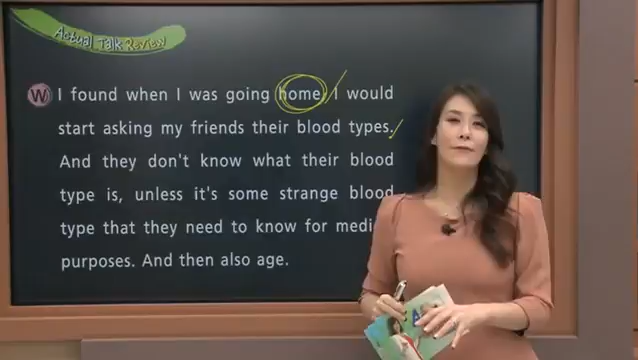 Actual Talk Review
W I found when I was going home, I would
start asking my friends their blood types.
And they don't know what their blood
type is, unless it's some strange blood
type that they need to know for medi
purposes. And then also age.